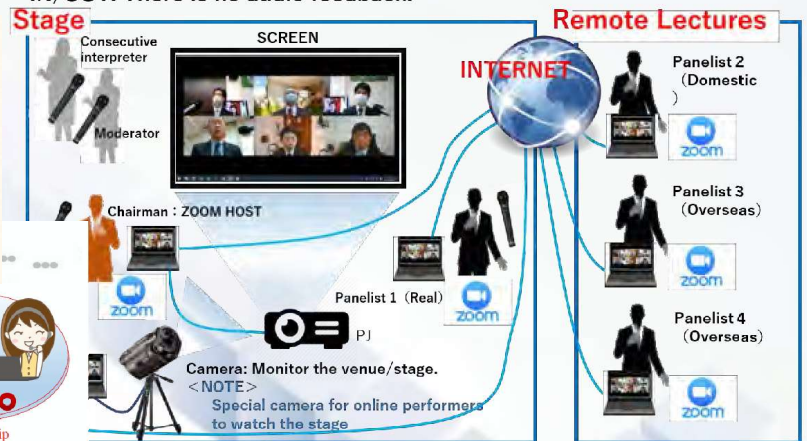 Stage
Remote Lectures
Consecutive
interpreter
Moderator
SCREEN
INTERNET
Panelist 2
（Domestic
）
zoom
Chairman：ZOOM HOST
zoom
Panelist 1（Real）
zoom
Panelist 3
（Overseas）
zoom
PJ
Panelist 4
（Overseas）
zoom
Camera: Monitor the venue/stage.
＜NOTE＞
Special camera for online performers
to watch the stage